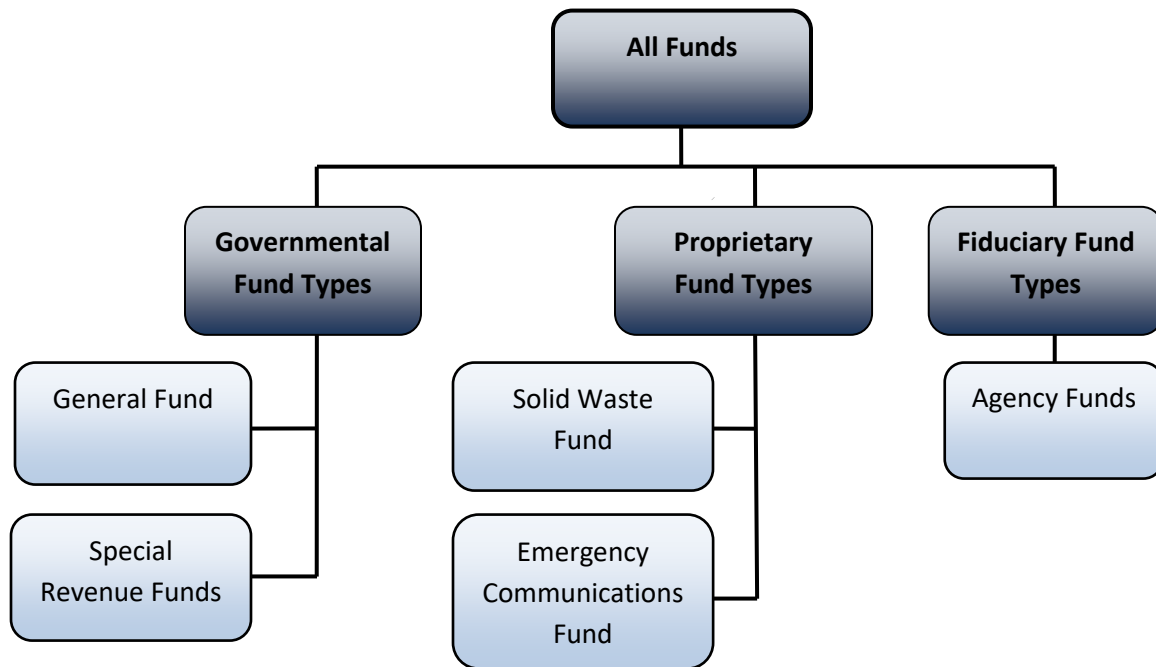 All Funds
Governmental
Fund Types
Proprietary
Fund Types
Fiduciary Fund
Types
General Fund
Solid Waste
Fund
Agency Funds
Special
Revenue Funds
Emergency
Communications
Fund